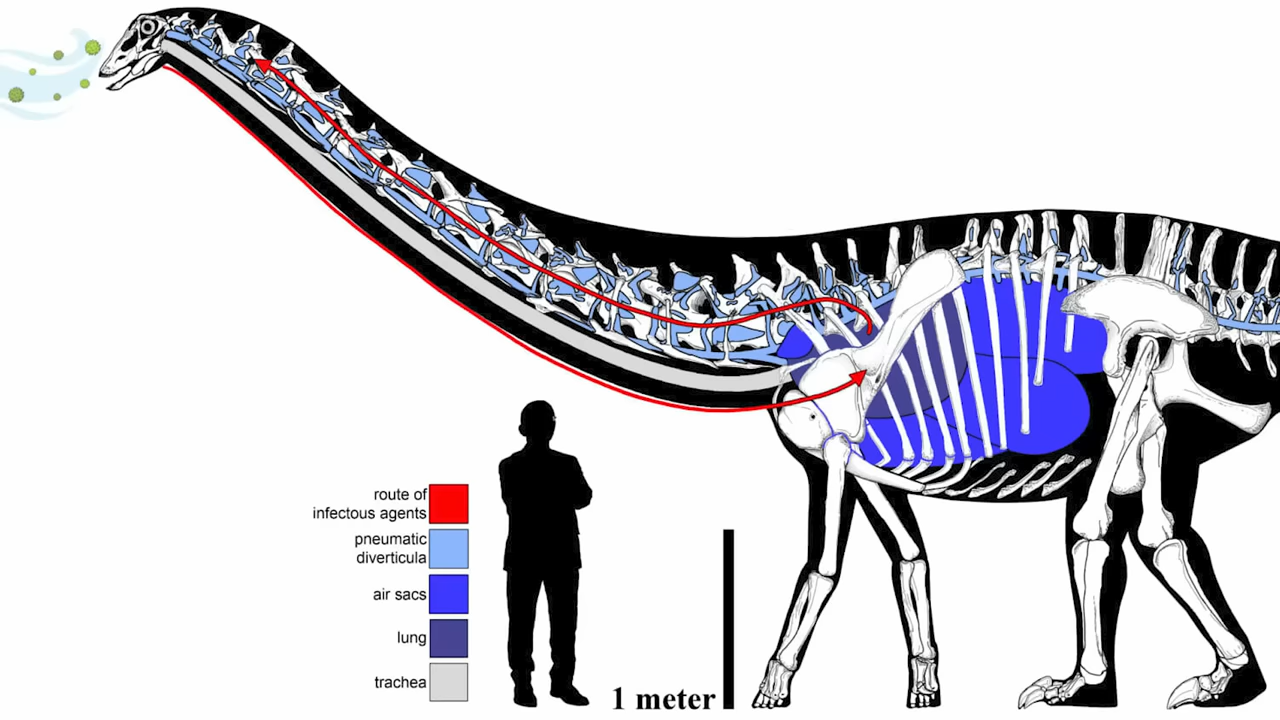 route of
infectous agents
pneumatic
diverticula
air sacs
lung
trachea
1 meter